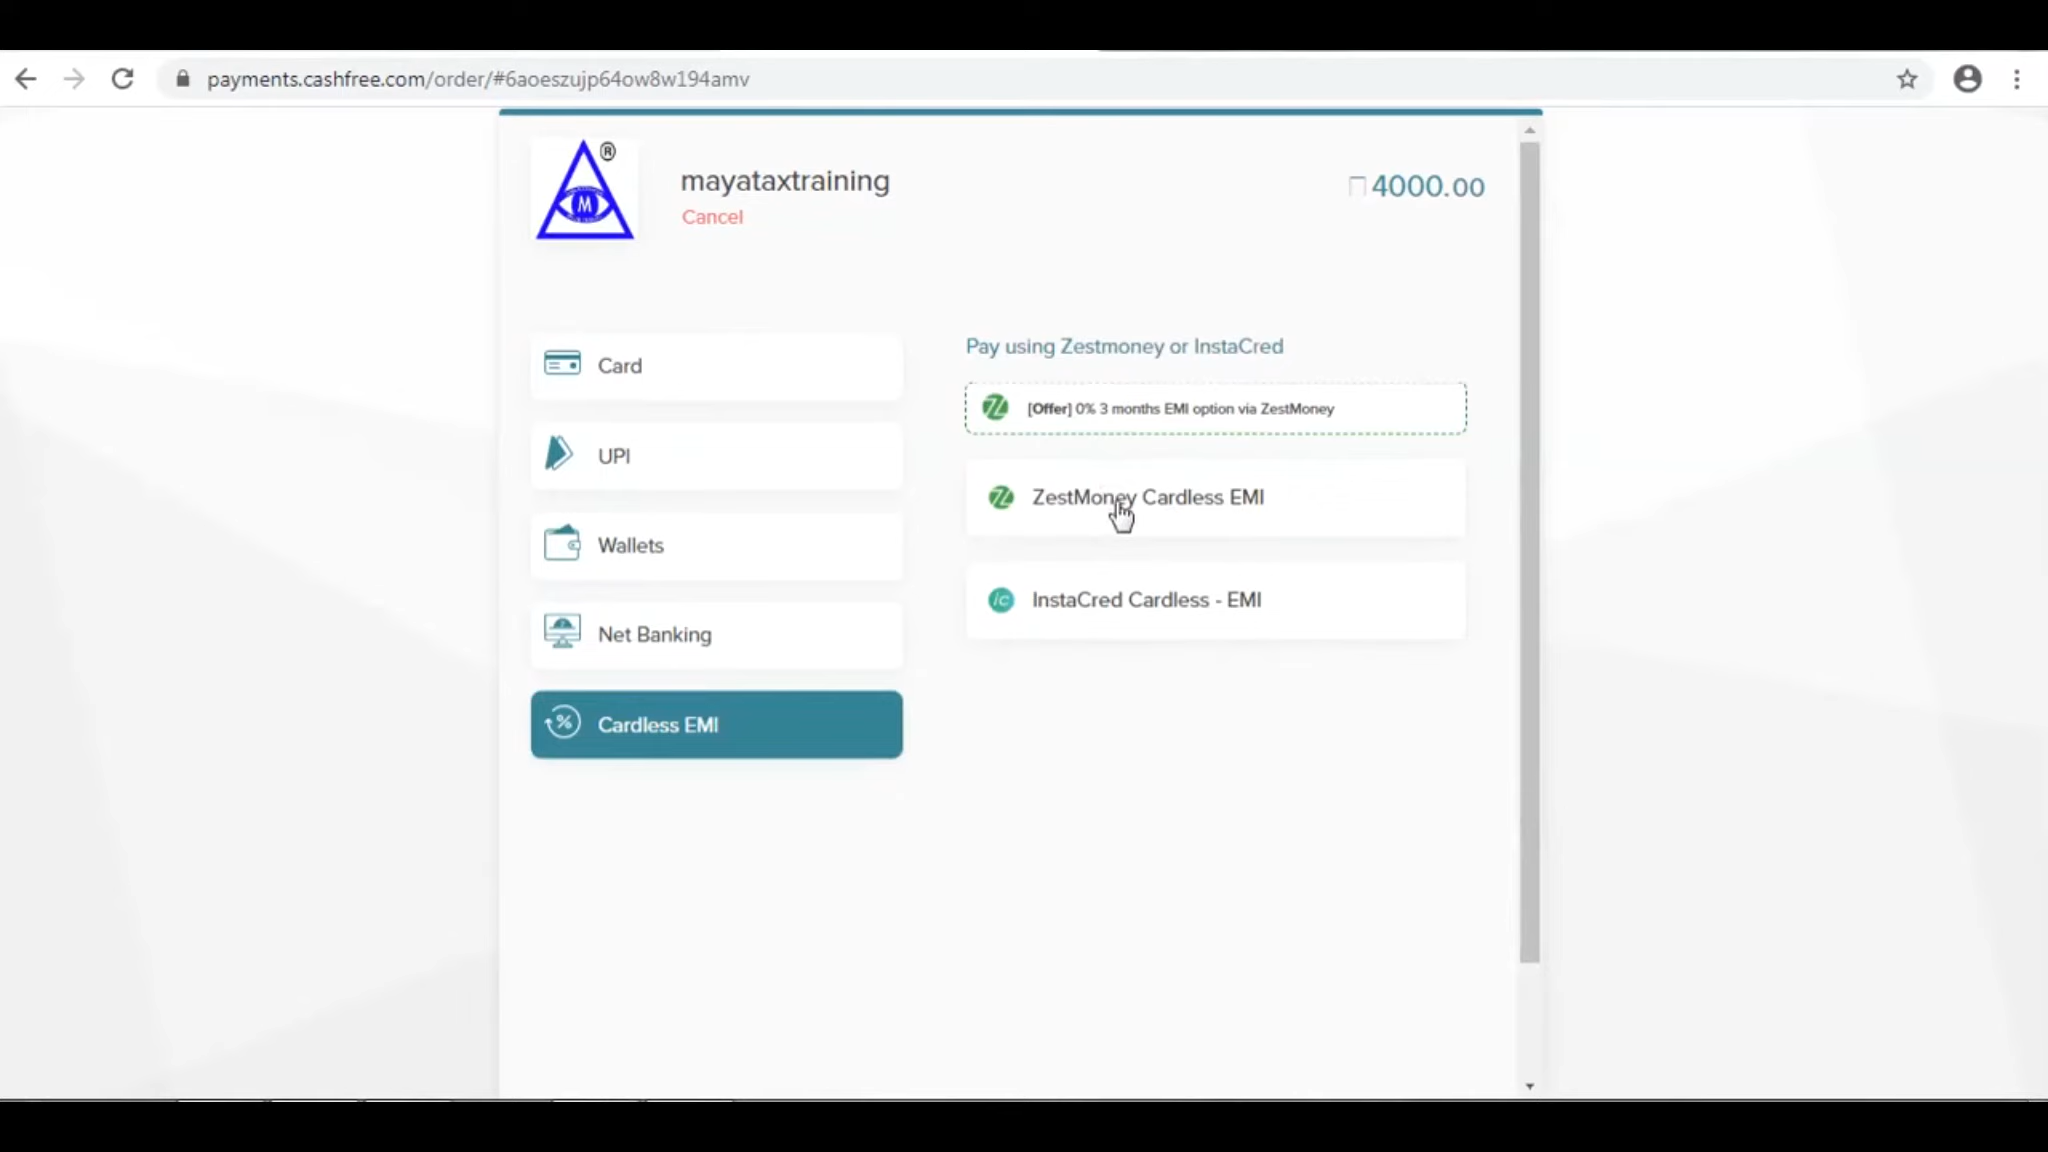 payments.cashfree.com/order/#6aoeszujp64ow8w194amv
®
M
mayataxtraining
Cancel
4000.00
Card
UPI
Wallets
Net Banking
Cardless EMI
Pay using Zestmoney or InstaCred
[Offer] 0% 3 months EMI option via ZestMoney
ZestMoney Cardless EMI
ic InstaCred Cardless - EMI